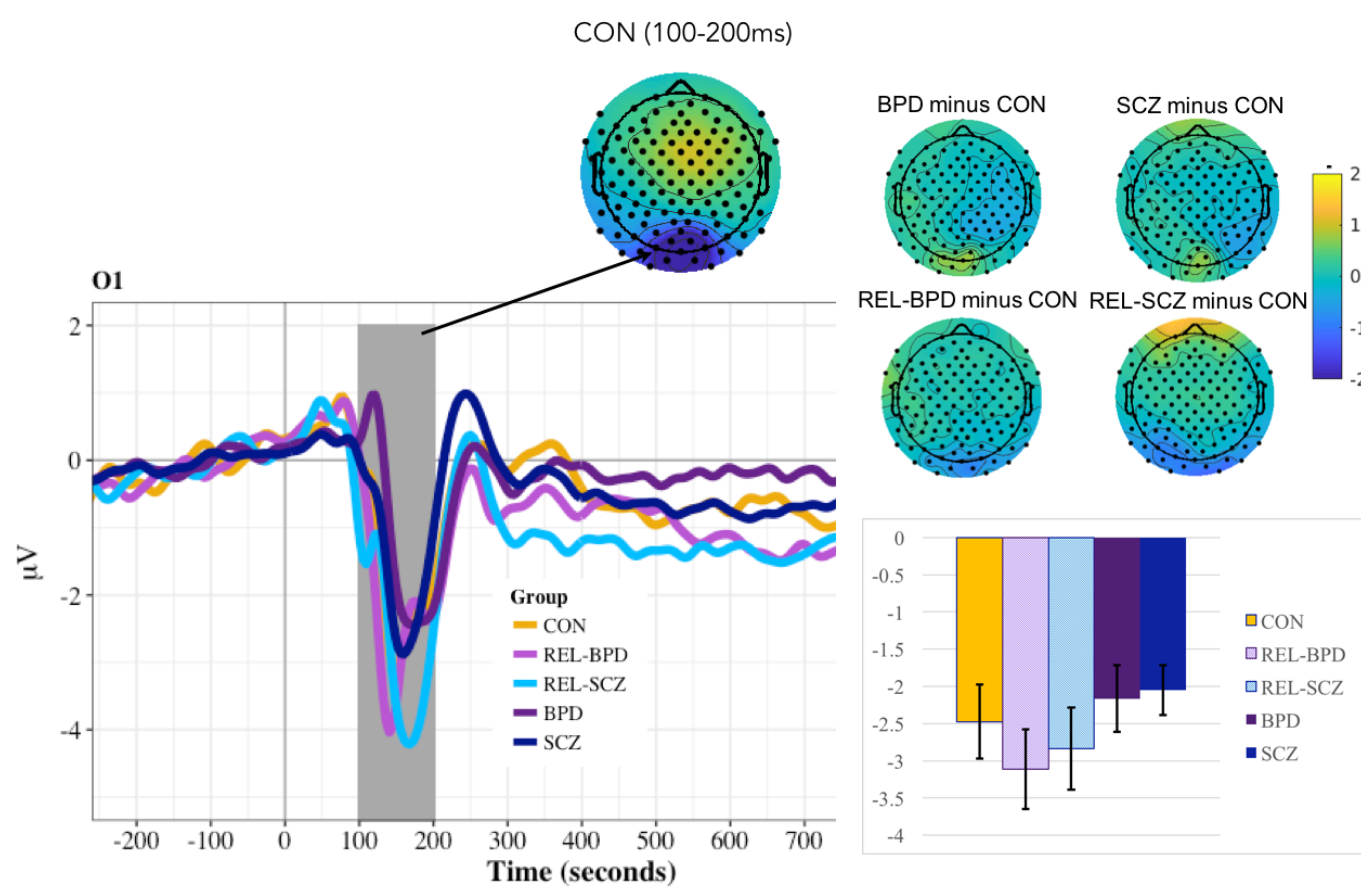 CON (100-200ms)
BPD minus CON
SCZ minus CON
2
1
0
-1
-2
REL-BPD minus CON
REL-SCZ minus CON
O1
2
0
-2
-4
µV
-200
-100
0
100
200
300
400
500
600
700
Time (seconds)
Group
CON
REL-BPD
REL-SCZ
BPD
SCZ
0
-0.5
-1
-1.5
-2
-2.5
-3
-3.5
-4
CON
REL-BPD
REL-SCZ
BPD
SCZ